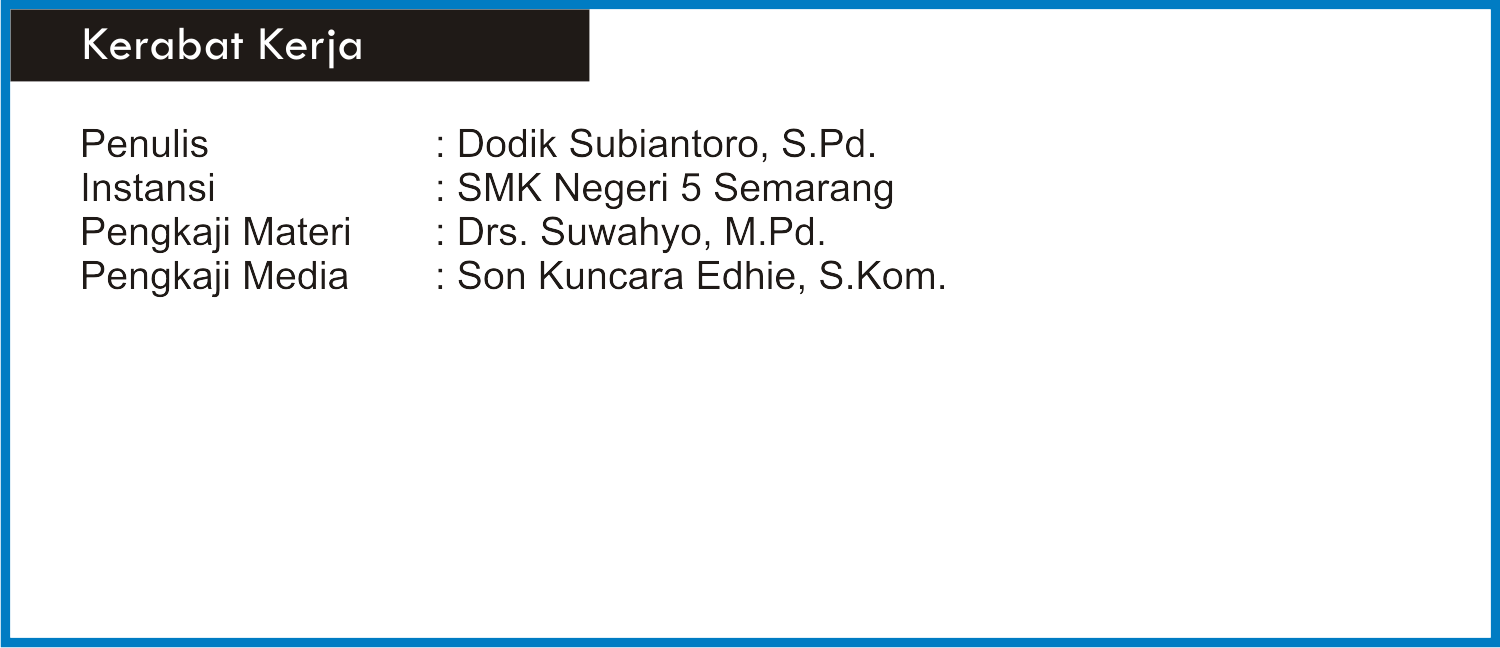 Kerabat Kerja
Penulis : Dodik Subiantoro, S.Pd.
Instansi : SMK Negeri 5 Semarang
Pengkaji Materi : Drs. Suwahyo, M.Pd.
Pengkaji Media : Son Kuncara Edhie, S.Kom.